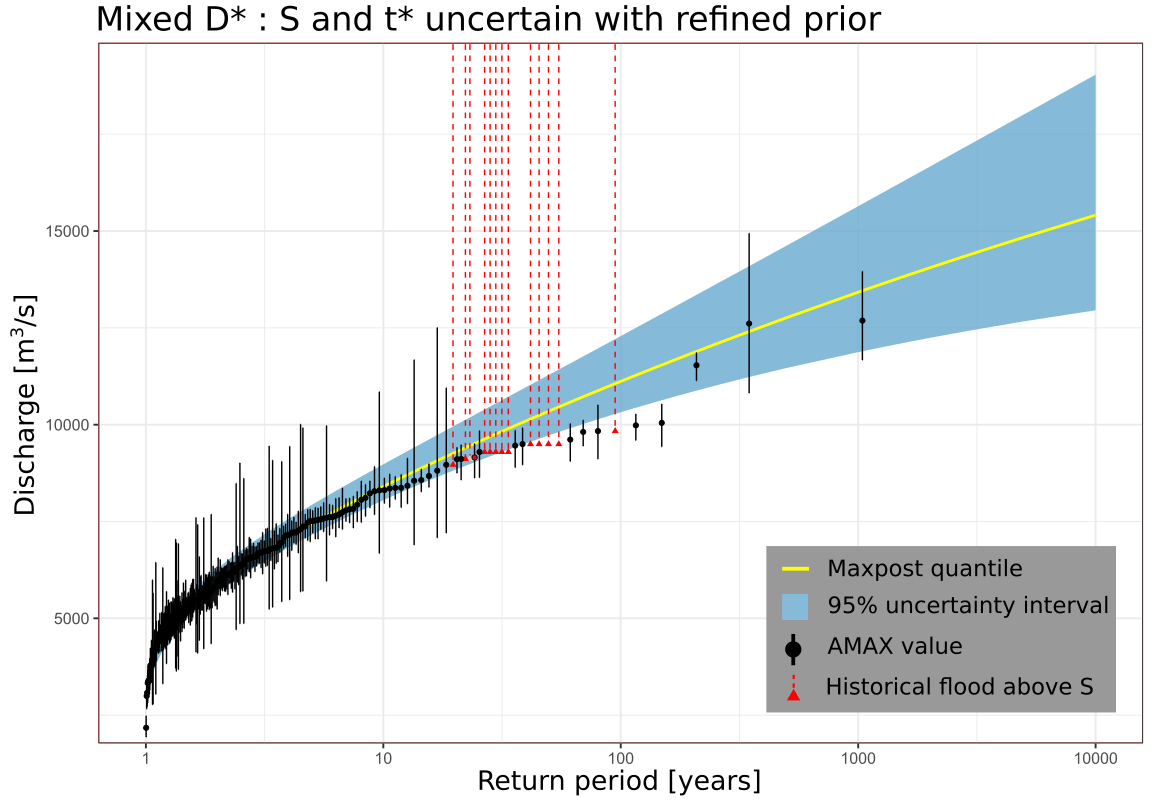 Mixed D* : S and t* uncertain with refined prior
15000
10000
5000
Discharge [m³/s]
Maxpost quantile
95% uncertainty interval
AMAX value
Historical flood above S
1 10 100 1000 10000
Return period [years]